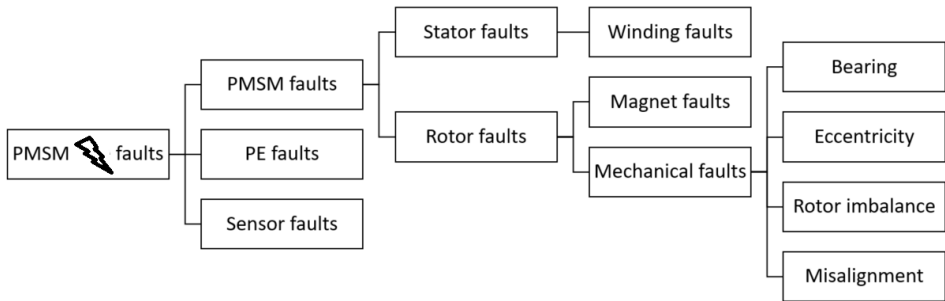 PMSM faults
PMSM faults
PE faults
Sensor faults
Stator faults
Rotor faults
Winding faults
Magnet faults
Mechanical faults
Bearing
Eccentricity
Rotor imbalance
Misalignment